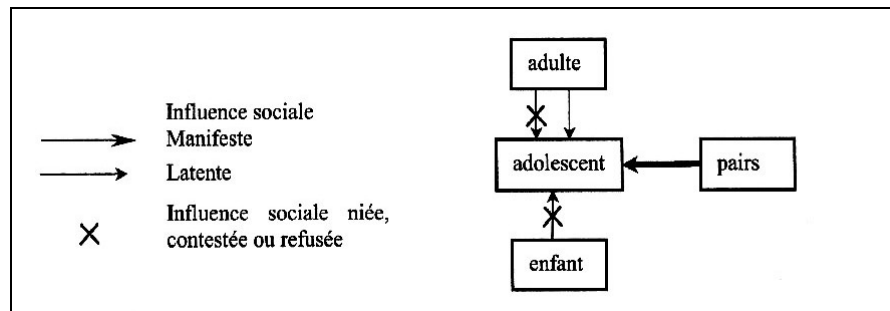 Influence sociale
Manifeste
Latente
Influence sociale niée,
contestée ou refusée
adulte
adolescent
pairs
enfant